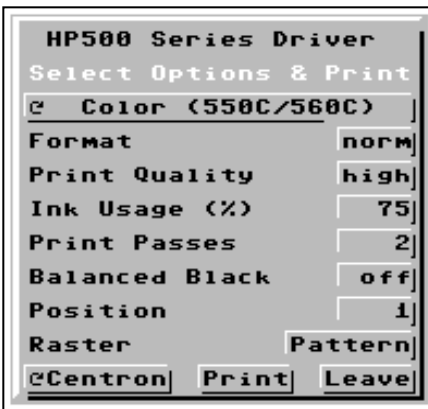 HP500 Series Driver
Select Options & Print
Color (550C/560C)
Format norm
Print Quality high
Ink Usage (%) 75
Print Passes 2
Balanced Black off
Position 1
Raster Pattern
Centron Print Leave